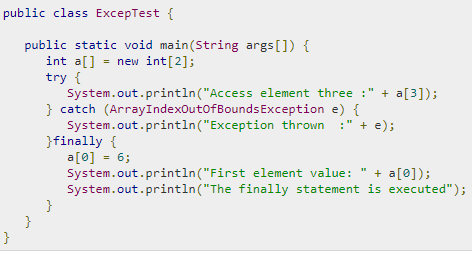 public class ExcepTest {
public static void main(String args[]) {
int a[] = new int[2];
try {
System.out.println("Access element three :" + a[3]);
} catch (ArrayIndexOutOfBoundsException e) {
System.out.println("Exception thrown  :" + e);
}finally {
a[0] = 6;
System.out.println("First element value: " + a[0]);
System.out.println("The finally statement is executed");
}
}
}